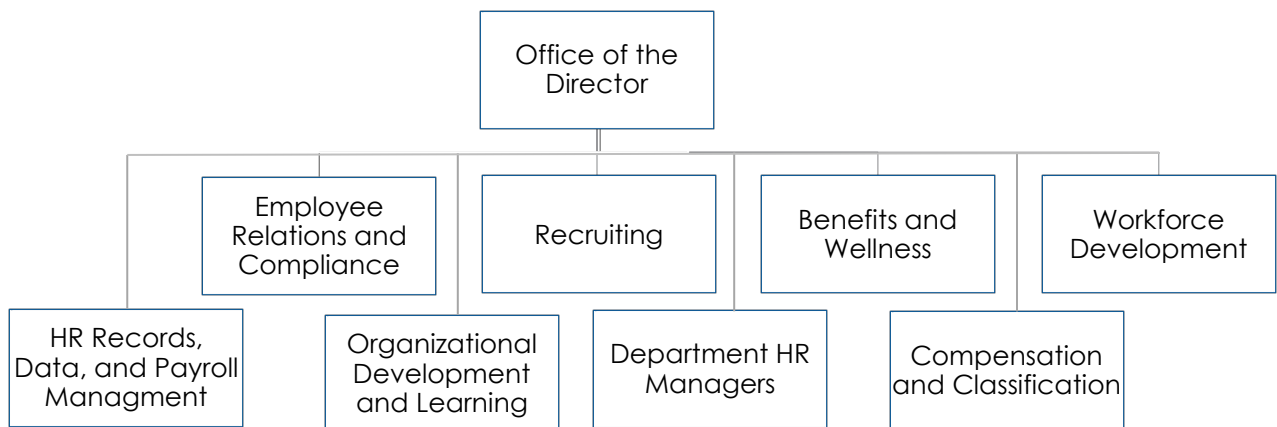 Office of the
Director
Employee
Relations and
Compliance
Recruiting
Benefits and
Wellness
Workforce
Development
HR Records,
Data, and Payroll
Managment
Organizational
Development
and Learning
Department HR
Managers
Compensation
and Classification